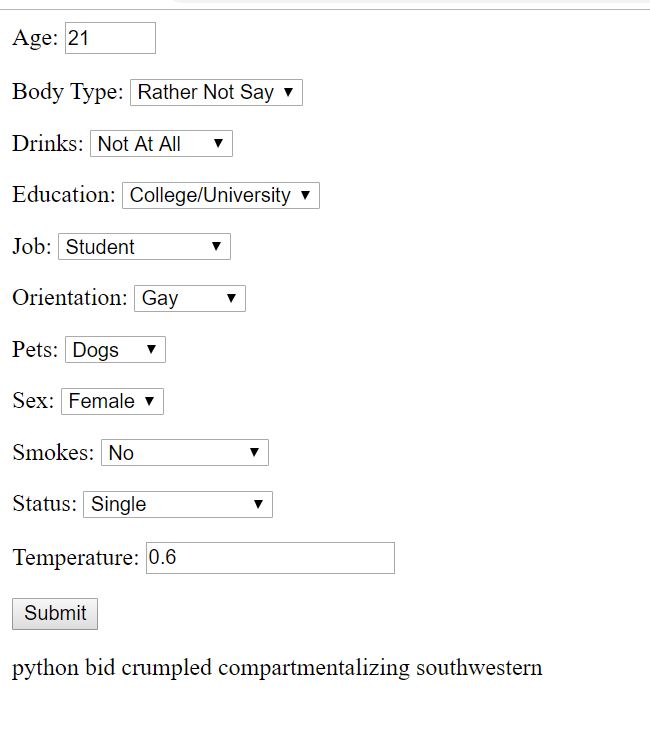 Age: 21
Body Type: Rather Not Say
Drinks: Not At All
Education: College/University
Job: Student
Orientation: Gay
Pets: Dogs
Sex: Female
Smokes: No
Status: Single
Temperature: 0.6
Submit
python bid crumpled compartmentalizing southwestern